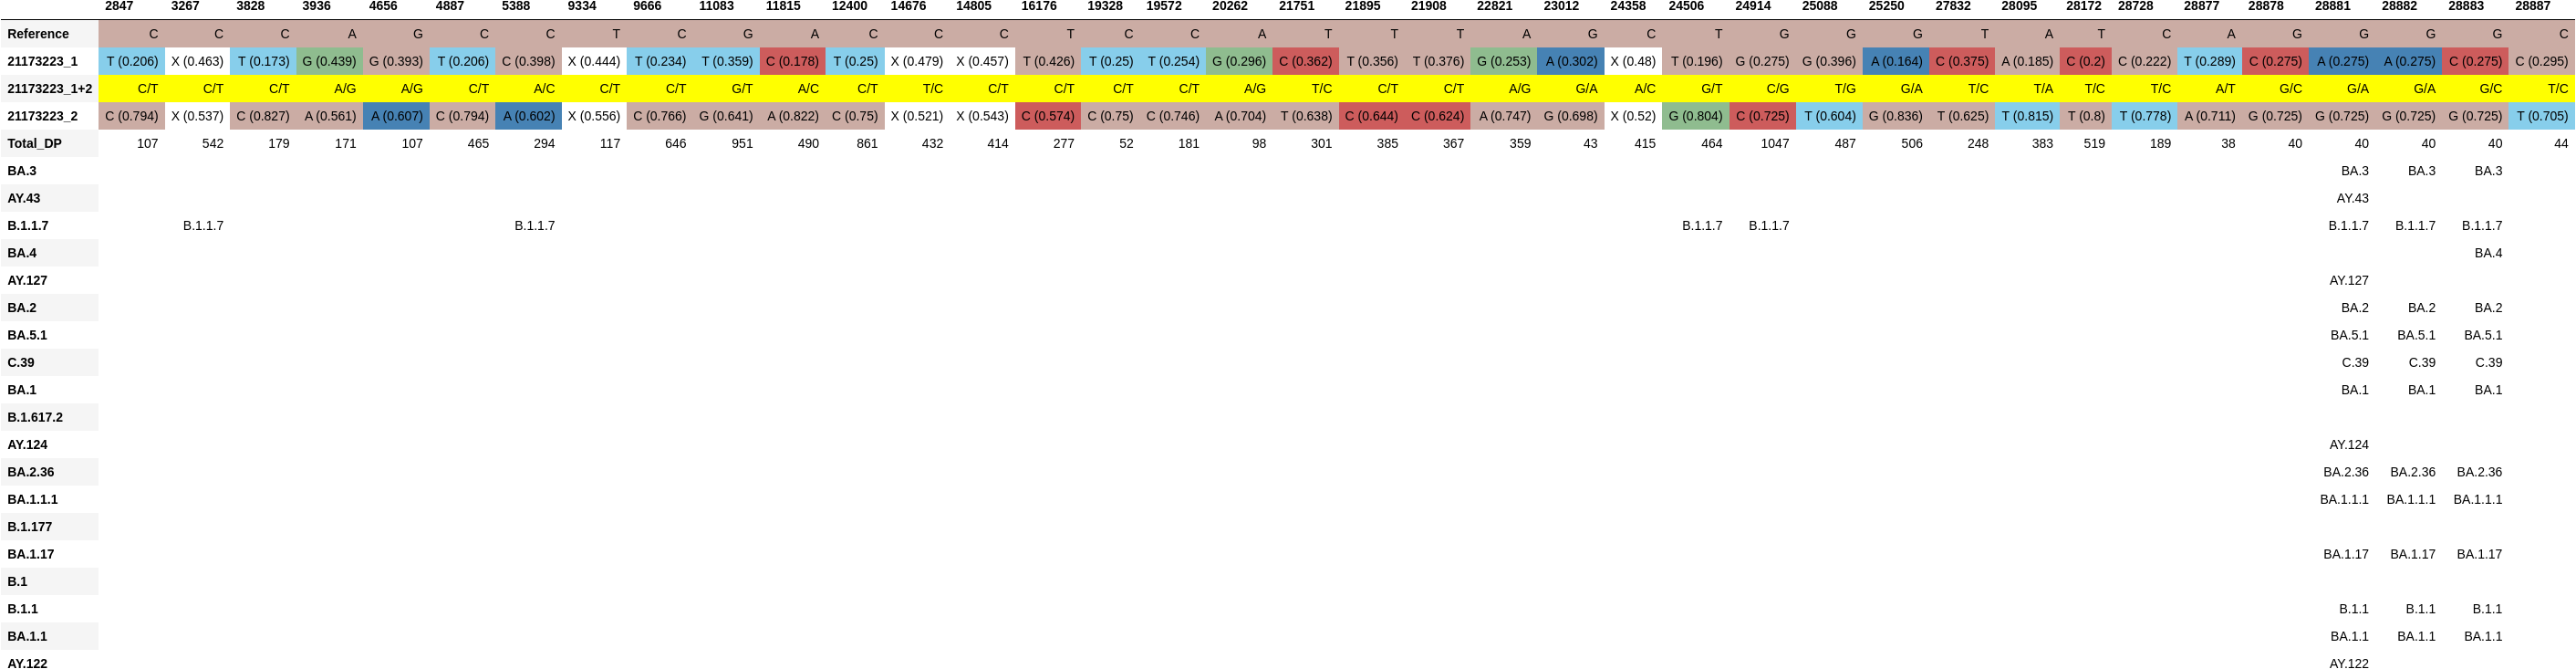 2847 3267 3828 3936 4656 4887 5388 9334 9666 11083 11815 12400 14676 14805 16176 19328 19572 20262 21751 21895 21908 22821 23012 24358 24506 24914 25088 25250 27832 28095 28172 28728 28877 28878 28881 28882 28883 28887
Reference C C C A G C C T C G A C C C T C C A T T T A G C T G G G T A T C A G G G G C
21173223_1 T (0.206) X (0.463) T (0.173) G (0.439) G (0.393) T (0.206) C (0.398) X (0.444) T (0.234) T (0.359) C (0.178) T (0.25) X (0.479) X (0.457) T (0.426) T (0.25) T (0.254) G (0.296) C (0.362) T (0.356) T (0.376) G (0.253) A (0.302) X (0.48) T (0.196) G (0.275) G (0.396) A (0.164) C (0.375) A (0.185) C (0.2) C (0.222) T (0.289) C (0.275) A (0.275) A (0.275) C (0.275) C (0.295)
21173223_1+2 C/T C/T C/T A/G A/G C/T A/C C/T C/T G/T A/C C/T T/C C/T C/T C/T C/T A/G T/C C/T C/T A/G G/A A/C G/T C/G T/G G/A T/C T/A T/C T/C A/T G/C G/A G/A G/C T/C
21173223_2 C (0.794) X (0.537) C (0.827) A (0.561) A (0.607) C (0.794) A (0.602) X (0.556) C (0.766) G (0.641) A (0.822) C (0.75) X (0.521) X (0.543) C (0.574) C (0.75) C (0.746) A (0.704) T (0.638) C (0.644) C (0.624) A (0.747) G (0.698) X (0.52) G (0.804) C (0.725) T (0.604) G (0.836) T (0.625) T (0.815) T (0.8) T (0.778) A (0.711) G (0.725) G (0.725) G (0.725) G (0.725) T (0.705)
Total_DP 107 542 179 171 107 465 294 117 646 951 490 861 432 414 277 52 181 98 301 385 367 359 43 415 464 1047 487 506 248 383 519 189 38 40 40 40 40 44
BA.3 BA.3 BA.3 BA.3
AY.43 AY.43
B.1.1.7 B.1.1.7 B.1.1.7 B.1.1.7 B.1.1.7 B.1.1.7 B.1.1.7 B.1.1.7
BA.4 BA.4
AY.127 AY.127
BA.2 BA.2 BA.2 BA.2
BA.5.1 BA.5.1 BA.5.1 BA.5.1
C.39 C.39 C.39 C.39
BA.1 BA.1 BA.1 BA.1
B.1.617.2
AY.124 AY.124
BA.2.36 BA.2.36 BA.2.36 BA.2.36
BA.1.1.1 BA.1.1.1 BA.1.1.1 BA.1.1.1
B.1.177
BA.1.17 BA.1.17 BA.1.17 BA.1.17
B.1
B.1.1 B.1.1 B.1.1 B.1.1
BA.1.1 BA.1.1 BA.1.1 BA.1.1
AY.122 AY.122